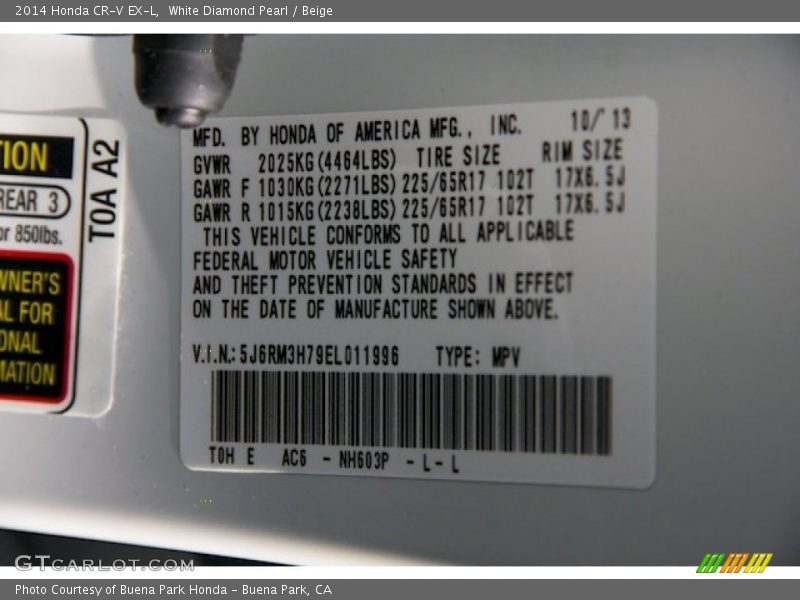 2014 Honda CR-V EX-L, White Diamond Pearl / Beige
TION
REAR 3
or 850lbs.
WNER'S
AL FOR
ONAL
MATION
TOA A2
MFD. BY HONDA OF AMERICA MFG., INC. 10/ 13
GVWR 2025KG(4464LBS) TIRE SIZE RIM SIZE
GAWR F 1030KG(2271LBS) 225/65R17 102T 17X6.5J
GAWR R 1015KG(2238LBS) 225/65R17 102T 17X6.5J
THIS VEHICLE CONFORMS TO ALL APPLICABLE
FEDERAL MOTOR VEHICLE SAFETY
AND THEFT PREVENTION STANDARDS IN EFFECT
ON THE DATE OF MANUFACTURE SHOWN ABOVE.
V.I.N.: 5J6RM3H79EL011996 TYPE: MPV
TOH E AC6 - NH603P - L - L
GTCARLOT.COM
Photo Courtesy of Buena Park Honda - Buena Park, CA